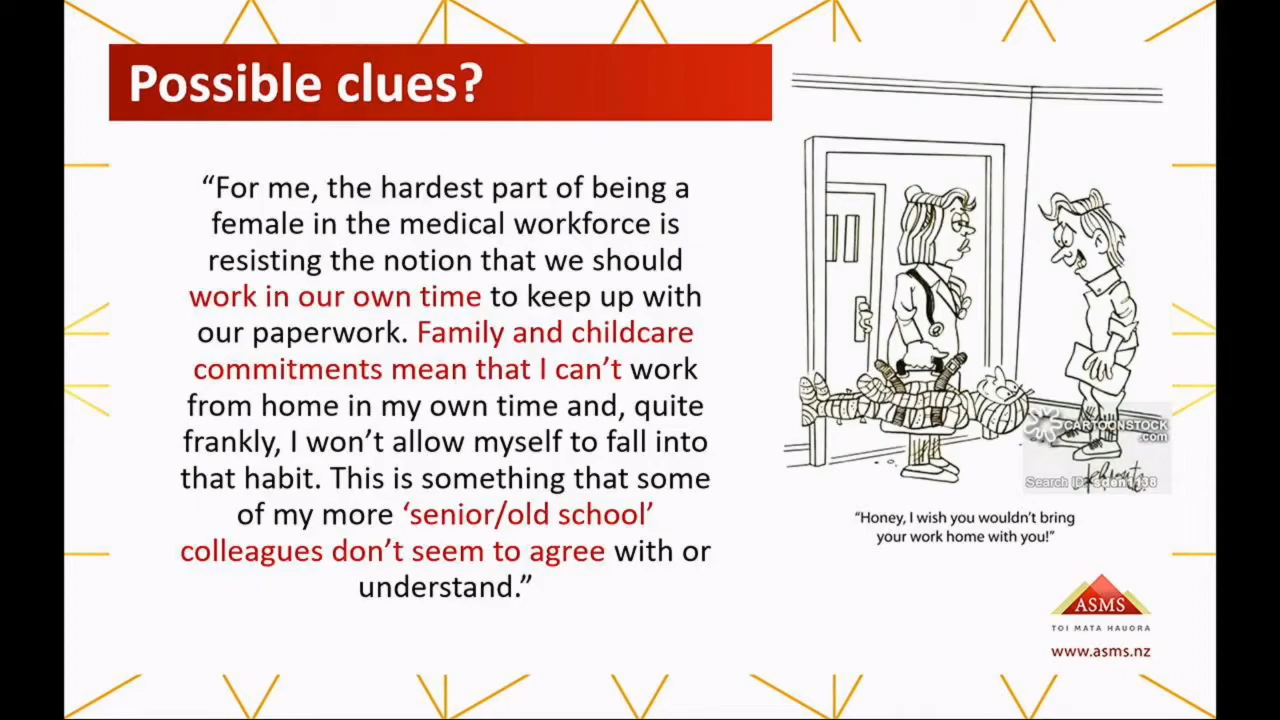 Possible clues?
“For me, the hardest part of being a
female in the medical workforce is
resisting the notion that we should
work in our own time to keep up with
our paperwork. Family and childcare
commitments mean that I can’t work
from home in my own time and, quite
frankly, I won’t allow myself to fall into
that habit. This is something that some
of my more ‘senior/old school’
colleagues don’t seem to agree with or
understand.”
CARTOONSTOCK
.com
Search ID:
“Honey, I wish you wouldn’t bring
your work home with you!”
ASMS
TOI MATA HAUORA
www.asms.nz